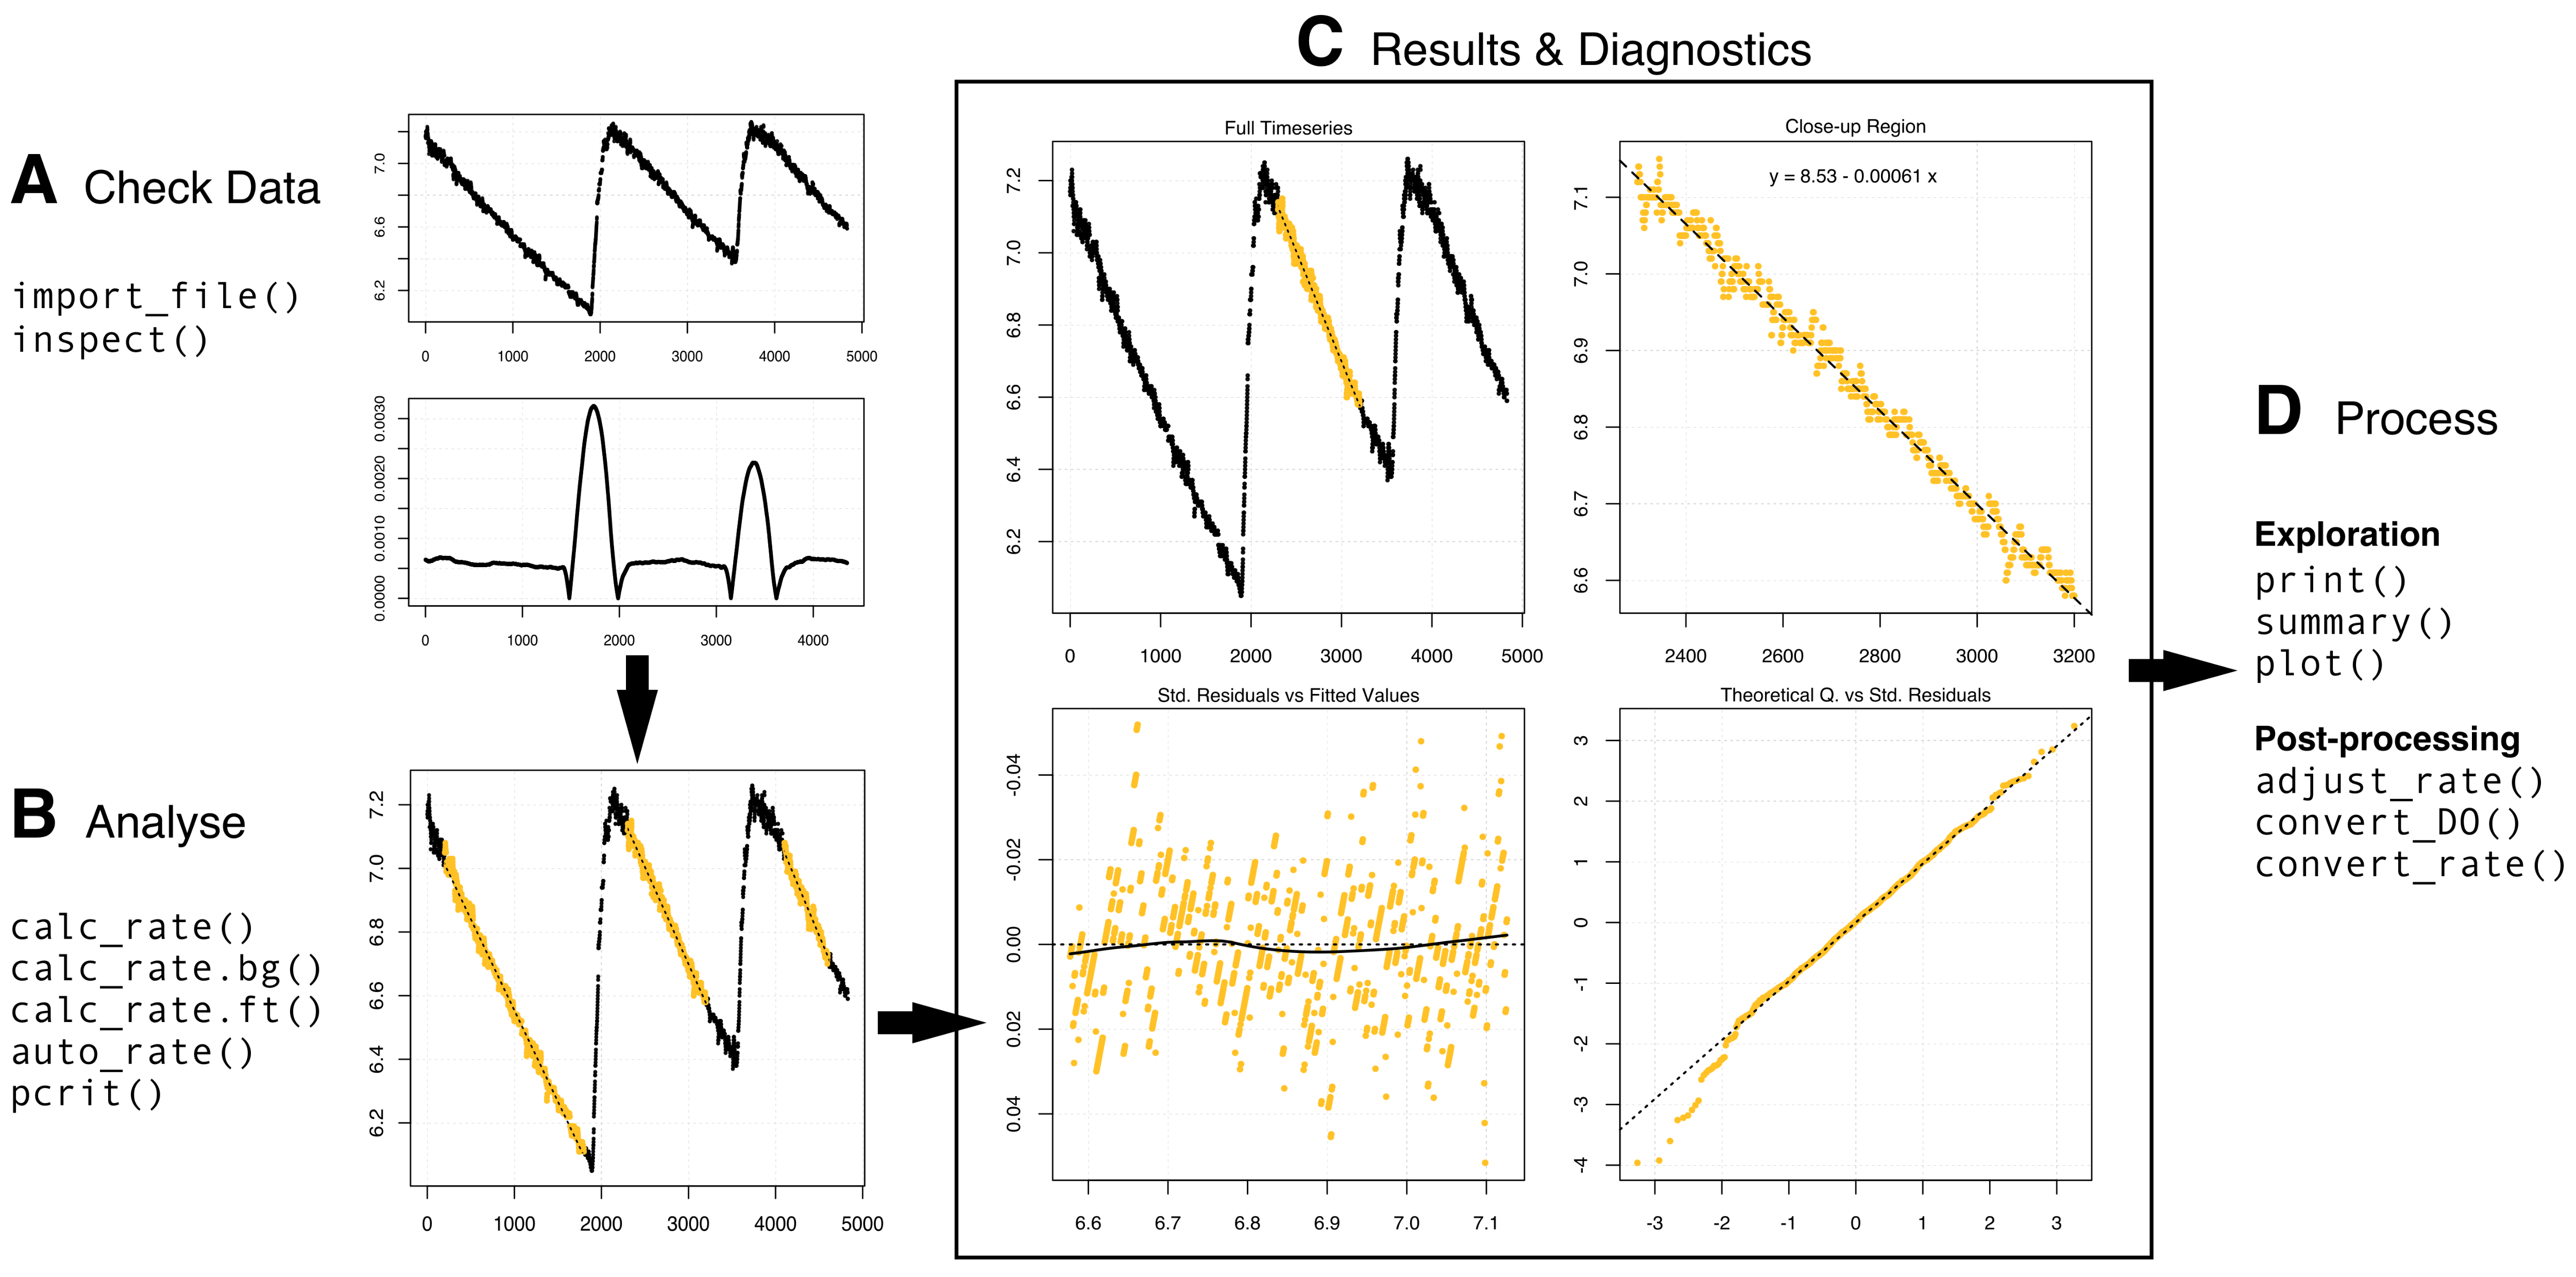 A Check Data
import_file()
inspect()
7.0
6.6
6.2
0 1000 2000 3000 4000 5000
0.0030
0.0020
0.0010
0.0000
0 1000 2000 3000 4000
B Analyse
calc_rate()
calc_rate.bg()
calc_rate.ft()
auto_rate()
pcrit()
7.2
7.0
6.8
6.6
6.4
6.2
0 1000 2000 3000 4000 5000
C Results & Diagnostics
Full Timeseries
7.2
7.0
6.8
6.6
6.4
6.2
0 1000 2000 3000 4000 5000
Close-up Region
y = 8.53 - 0.00061 x
7.1
7.0
6.9
6.8
6.7
6.6
2400 2600 2800 3000 3200
Std. Residuals vs Fitted Values
-0.04
-0.02
0.00
0.02
0.04
6.6 6.7 6.8 6.9 7.0 7.1
Theoretical Q. vs Std. Residuals
3
2
1
0
-1
-2
-3
-4
-3 -2 -1 0 1 2 3
D Process
Exploration
print()
summary()
plot()
Post-processing
adjust_rate()
convert_DO()
convert_rate()